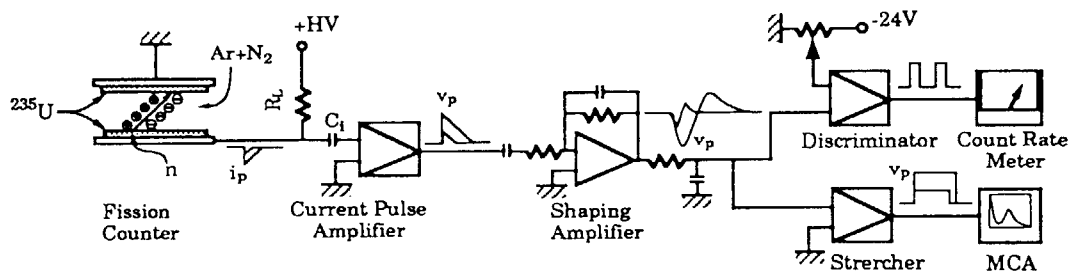 +HV
-24V
Ar+N₂
²³⁵U
R_L
C_i
v_p
v_p
n
i_p
Discriminator
Count Rate
Meter
v_p
Fission
Counter
Current Pulse
Amplifier
Shaping
Amplifier
Strercher
MCA